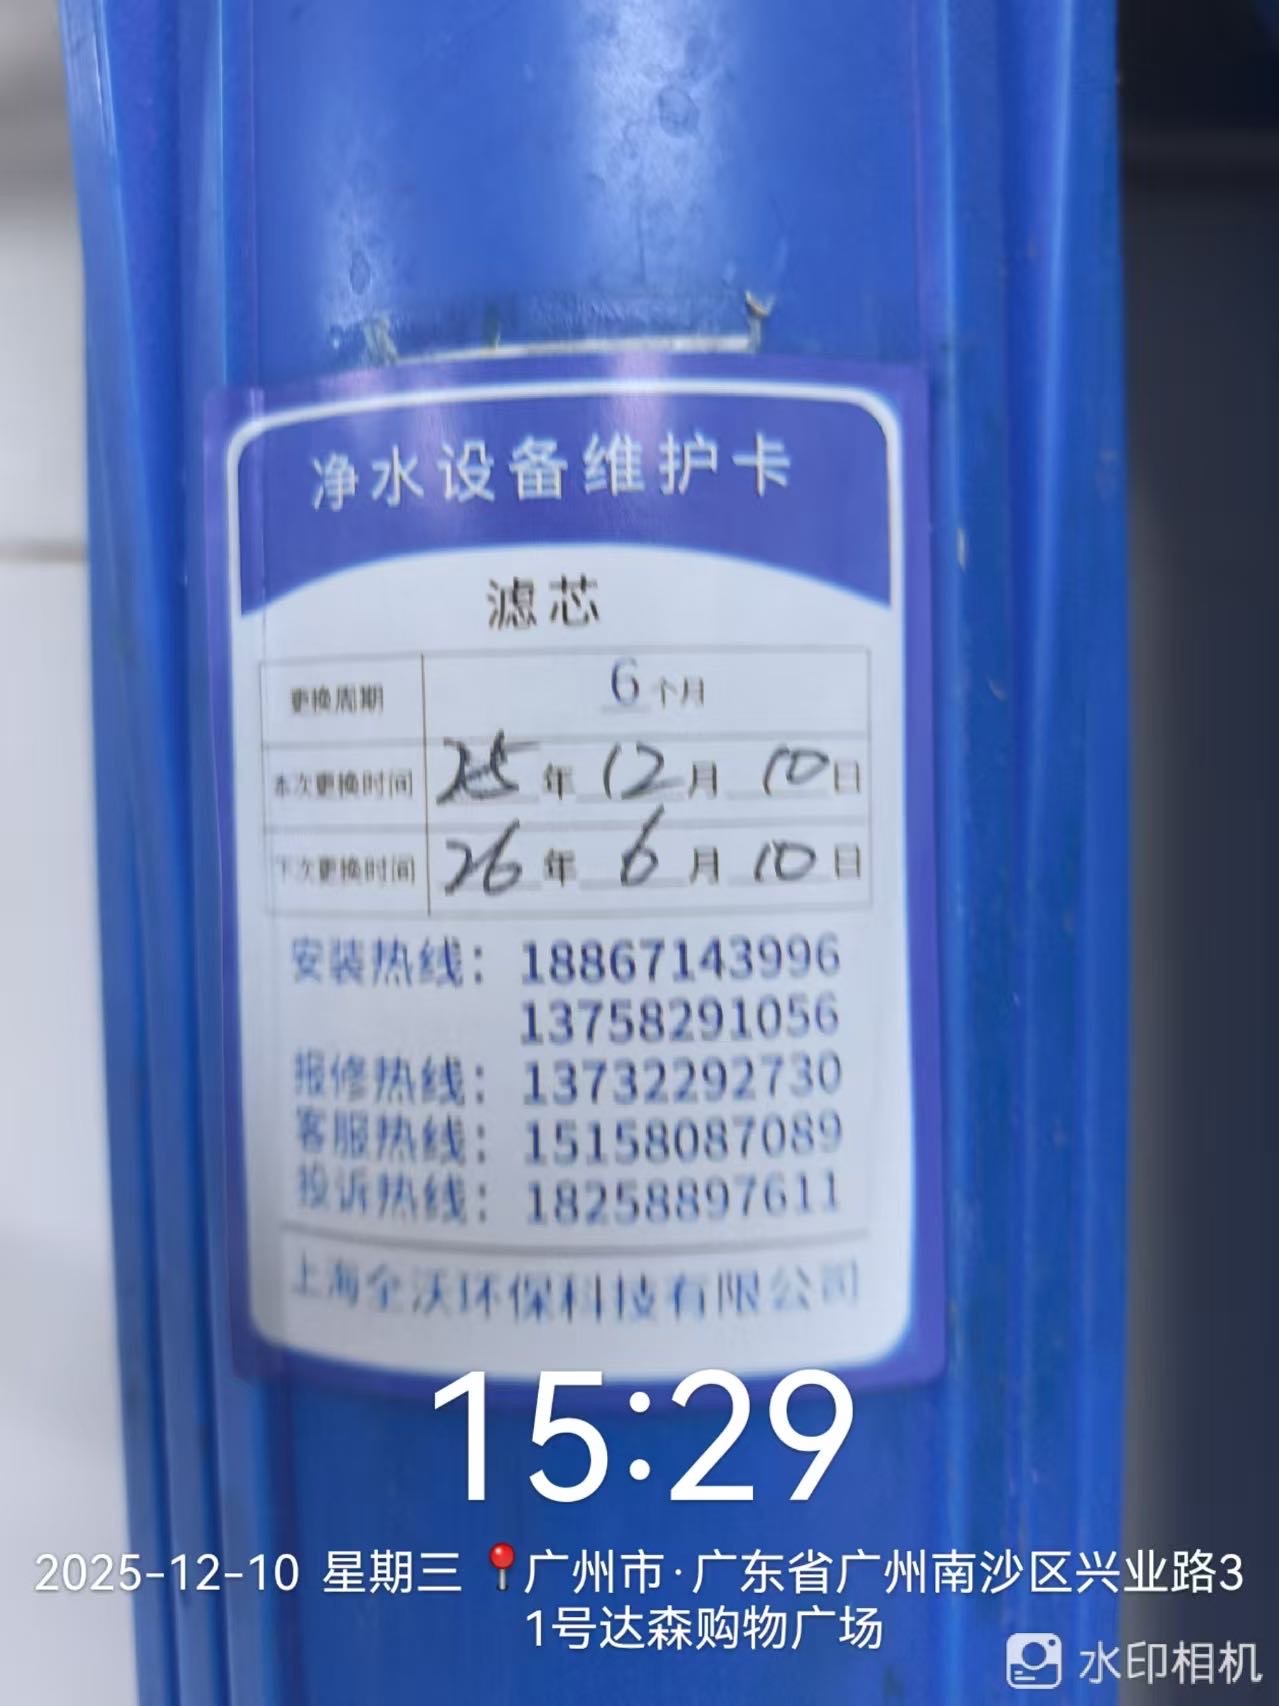 净水设备维护卡
滤芯
更换周期 6个月
本次更换时间 25年12月10日
下次更换时间 26年6月10日
安装热线：18867143996
13758291056
报修热线：13732292730
客服热线：15158087089
投诉热线：18258897611
上海全沃环保科技有限公司
15:29
2025-12-10 星期三 📍广州市·广东省广州南沙区兴业路3
1号达森购物广场
水印相机